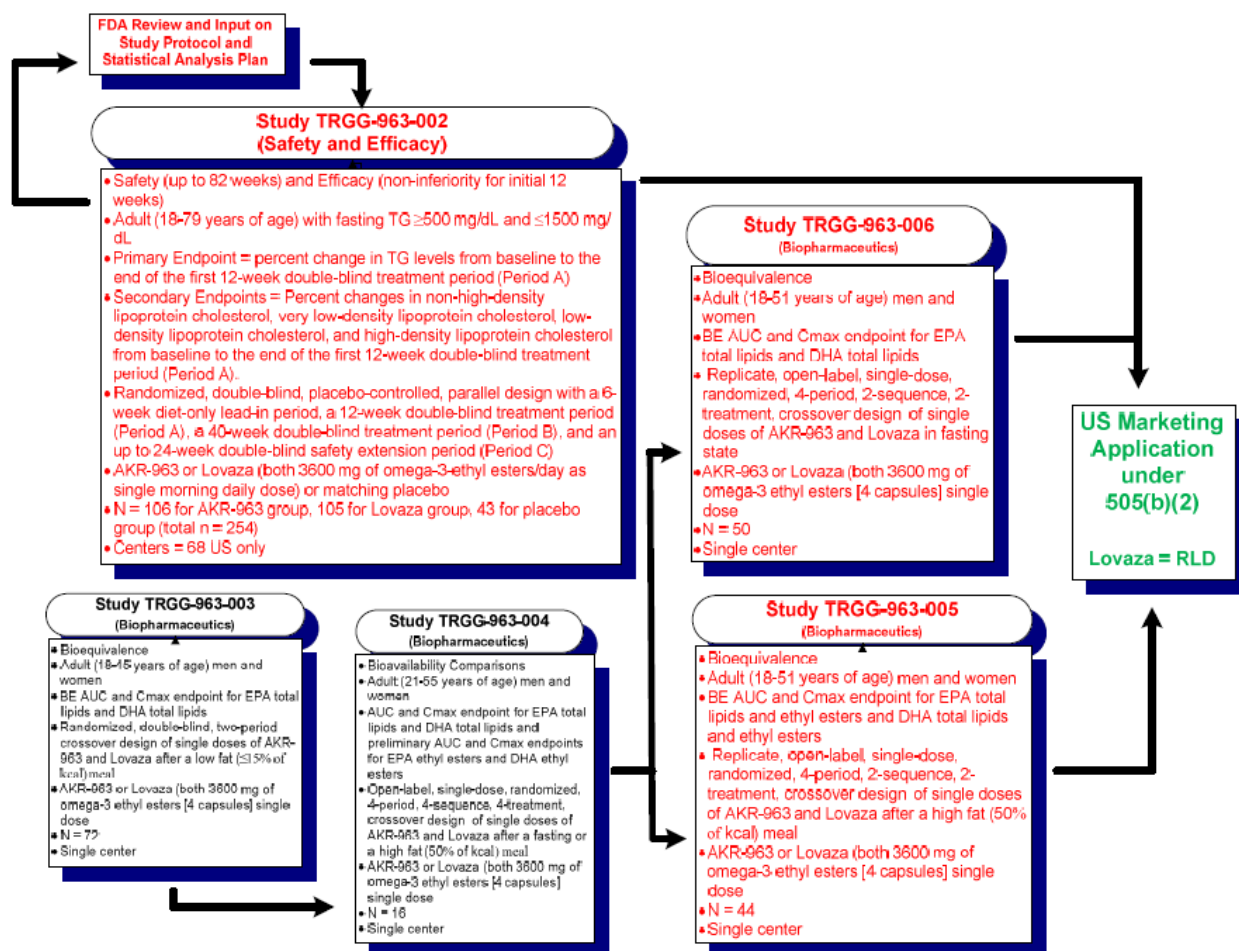 FDA Review and Input on
Study Protocol and
Statistical Analysis Plan
Study TRGG-963-002
(Safety and Efficacy)
• Safety (up to 82 weeks) and Efficacy (non-inferiority for initial 12
weeks)
• Adult (18-79 years of age) with fasting TG ≥500 mg/dL and ≤1500 mg/
dL
• Primary Endpoint = percent change in TG levels from baseline to the
end of the first 12-week double-blind treatment period (Period A)
• Secondary Endpoints = Percent changes in non-high-density
lipoprotein cholesterol, very low-density lipoprotein cholesterol, low-
density lipoprotein cholesterol, and high-density lipoprotein cholesterol
from baseline to the end of the first 12-week double-blind treatment
period (Period A).
• Randomized, double-blind, placebo-controlled, parallel design with a 6-
week diet-only lead-in period, a 12-week double-blind treatment period
(Period A), a 40-week double-blind treatment period (Period B), and an
up to 24-week double-blind safety extension period (Period C)
• AKR-963 or Lovaza (both 3600 mg of omega-3-ethyl esters/day as
single morning daily dose) or matching placebo
• N = 106 for AKR-963 group, 105 for Lovaza group, 43 for placebo
group (total n = 254)
• Centers = 68 US only
Study TRGG-963-006
(Biopharmaceutics)
• Bioequivalence
• Adult (18-51 years of age) men and
women
• BE AUC and Cmax endpoint for EPA
total lipids and DHA total lipids
• Replicate, open-label, single-dose,
randomized, 4-period, 2-sequence, 2-
treatment, crossover design of single
doses of AKR-963 and Lovaza in fasting
state
• AKR-963 or Lovaza (both 3600 mg of
omega-3 ethyl esters [4 capsules] single
dose
• N = 50
• Single center
US Marketing
Application
under
505(b)(2)
Lovaza = RLD
Study TRGG-963-003
(Biopharmaceutics)
• Bioequivalence
• Adult (18-45 years of age) men and
women
• BE AUC and Cmax endpoint for EPA total
lipids and DHA total lipids
• Randomized, double-blind, two-period
crossover design of single doses of AKR-
963 and Lovaza after a low fat (≤15% of
kcal) meal
• AKR-963 or Lovaza (both 3600 mg of
omega-3 ethyl esters [4 capsules] single
dose
• N = 72
• Single center
Study TRGG-963-004
(Biopharmaceutics)
• Bioavailability Comparisons
• Adult (21-55 years of age) men and
women
• AUC and Cmax endpoint for EPA total
lipids and DHA total lipids and
preliminary AUC and Cmax endpoints
for EPA ethyl esters and DHA ethyl
esters
• Open-label, single-dose, randomized,
4-period, 4-sequence, 4-treatment,
crossover design of single doses of
AKR-963 and Lovaza after a fasting or
a high fat (50% of kcal) meal
• AKR-963 or Lovaza (both 3600 mg of
omega-3 ethyl esters [4 capsules]
single dose
• N = 16
• Single center
Study TRGG-963-005
(Biopharmaceutics)
• Bioequivalence
• Adult (18-51 years of age) men and women
• BE AUC and Cmax endpoint for EPA total
lipids and ethyl esters and DHA total lipids
and ethyl esters
• Replicate, open-label, single-dose,
randomized, 4-period, 2-sequence, 2-
treatment, crossover design of single doses
of AKR-963 and Lovaza after a high fat (50%
of kcal) meal
• AKR-963 or Lovaza (both 3600 mg of
omega-3 ethyl esters [4 capsules] single
dose
• N = 44
• Single center